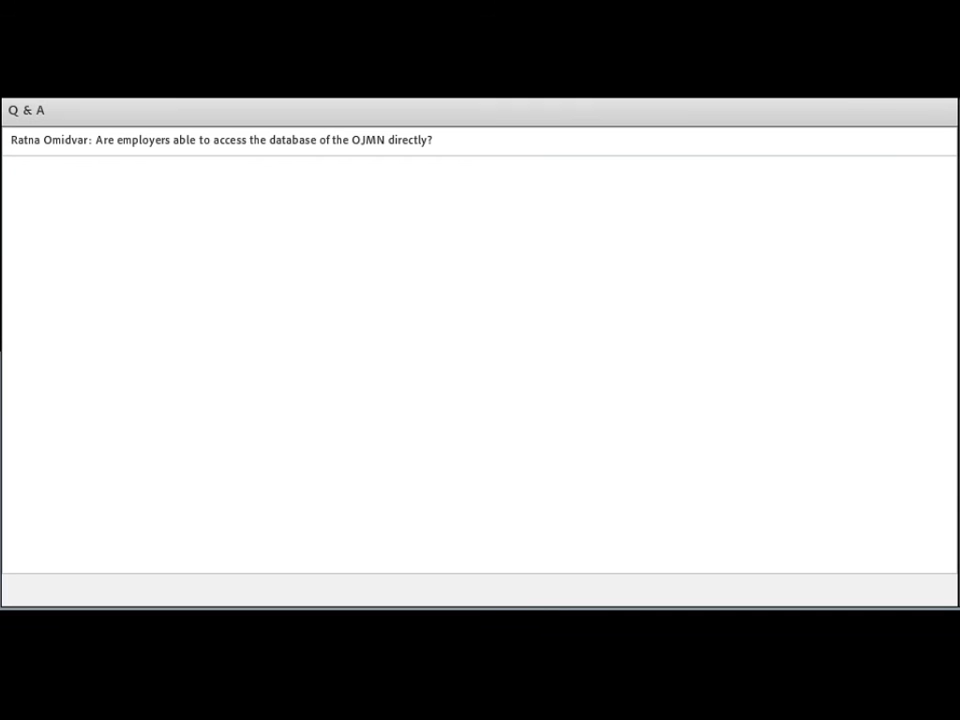 Q & A
Ratna Omidvar: Are employers able to access the database of the OJMN directly?